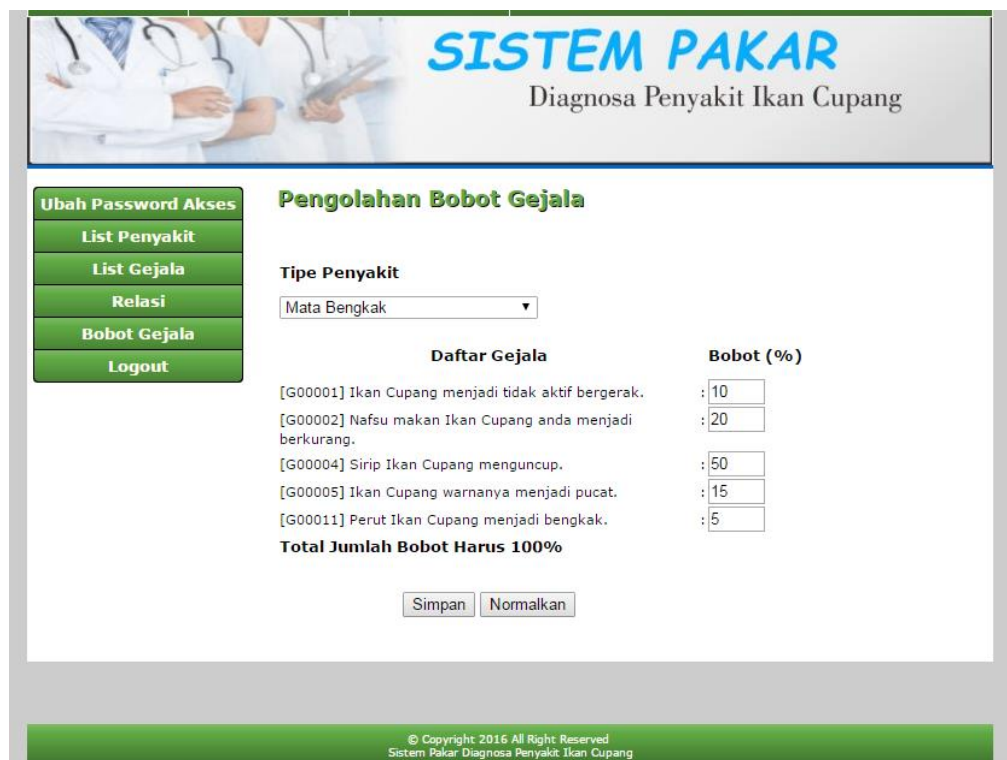 SISTEM PAKAR
Diagnosa Penyakit Ikan Cupang
Ubah Password Akses
List Penyakit
List Gejala
Relasi
Bobot Gejala
Logout
Pengolahan Bobot Gejala
Tipe Penyakit
Mata Bengkak
Daftar Gejala Bobot (%)
[G00001] Ikan Cupang menjadi tidak aktif bergerak. : 10
[G00002] Nafsu makan Ikan Cupang anda menjadi : 20
berkurang.
[G00004] Sirip Ikan Cupang menguncup. : 50
[G00005] Ikan Cupang warnanya menjadi pucat. : 15
[G00011] Perut Ikan Cupang menjadi bengkak. : 5
Total Jumlah Bobot Harus 100%
Simpan Normalkan
© Copyright 2016 All Right Reserved
Sistem Pakar Diagnosa Penyakit Ikan Cupang